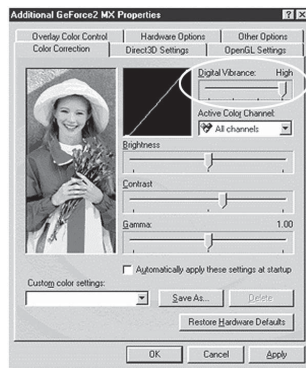 Additional GeForce2 MX Properties
Overlay Color Control
Hardware Options
Other Options
Color Correction
Direct3D Settings
OpenGL Settings
Digital Vibrance: High
Active Color Channel:
All channels
Brightness
Contrast
Gamma: 1.00
Automatically apply these settings at startup
Custom color settings:
Save As...
Delete
Restore Hardware Defaults
OK
Cancel
Apply